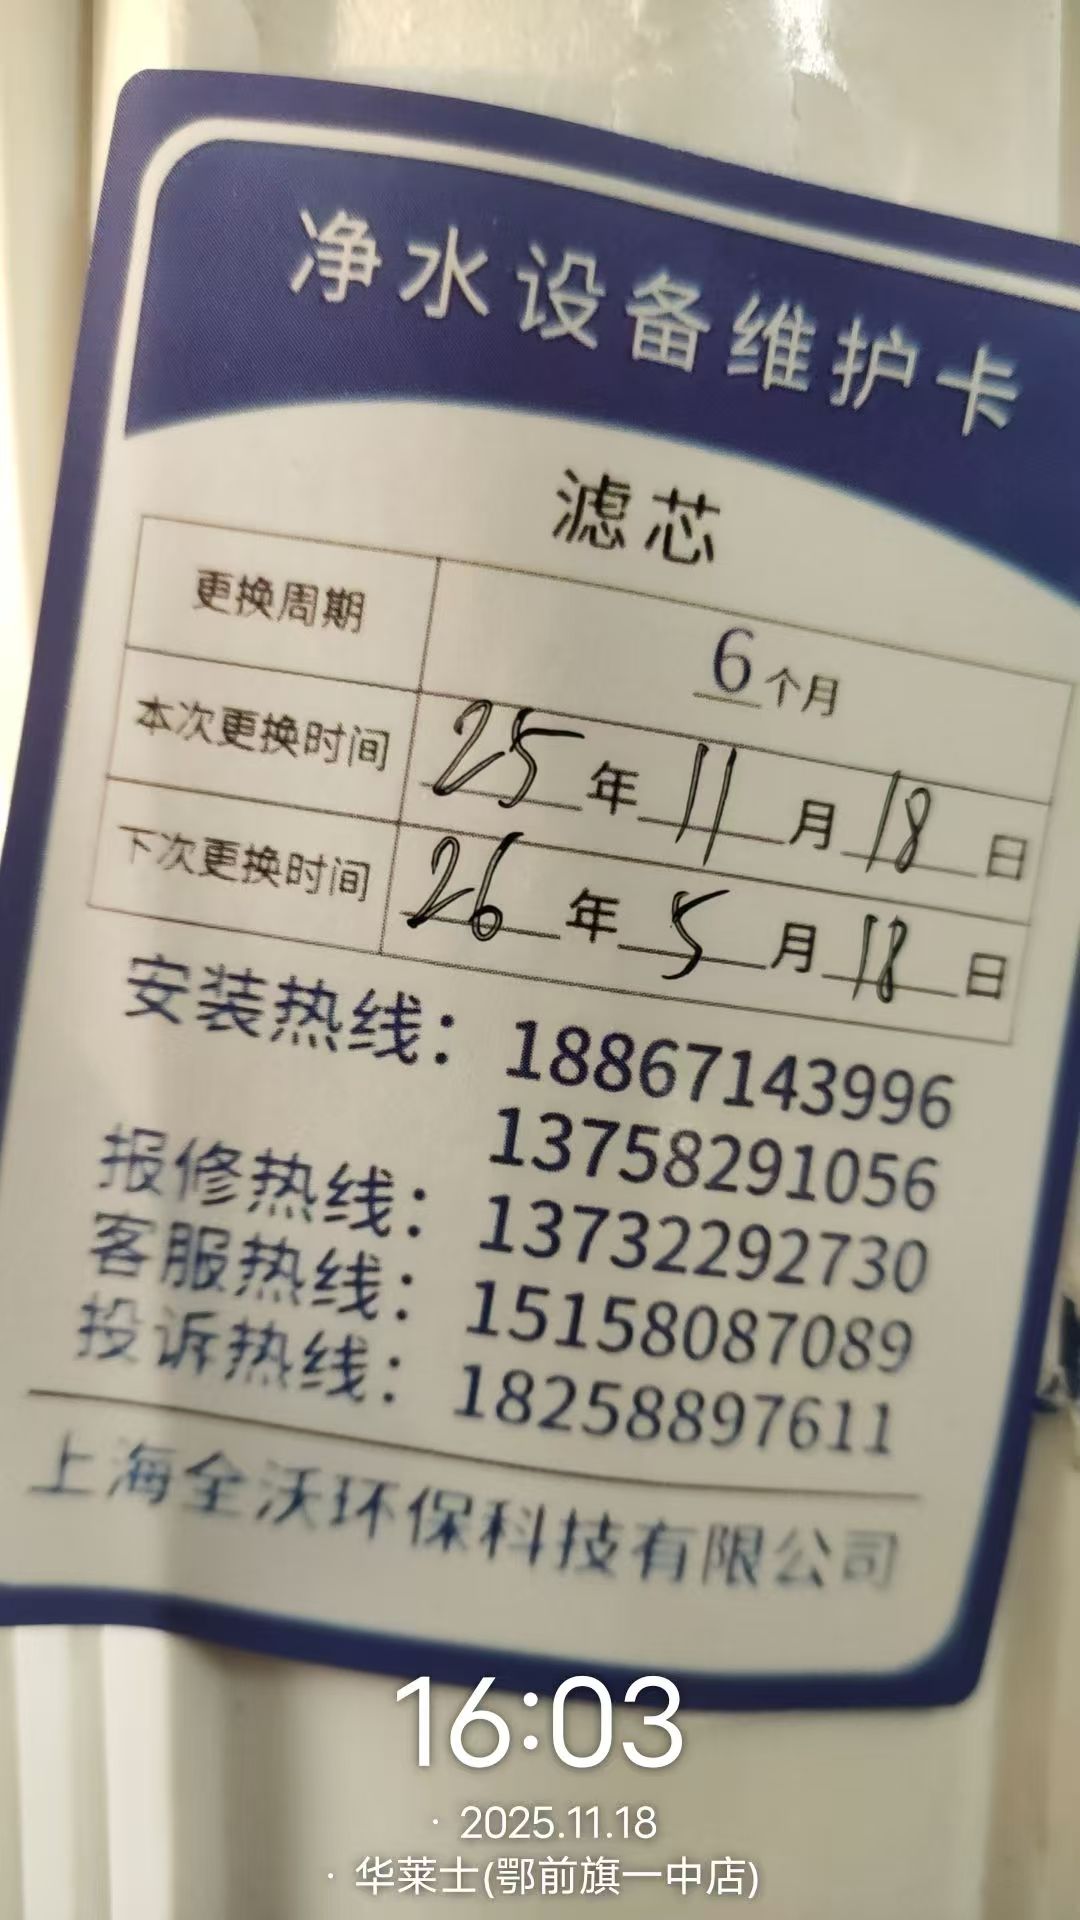 净水设备维护卡
滤芯
更换周期 6个月
本次更换时间 25年11月18日
下次更换时间 26年5月18日
安装热线：18867143996
13758291056
报修热线：13732292730
客服热线：15158087089
投诉热线：18258897611
上海全沃环保科技有限公司
16:03
· 2025.11.18
· 华莱士(鄂前旗一中店)